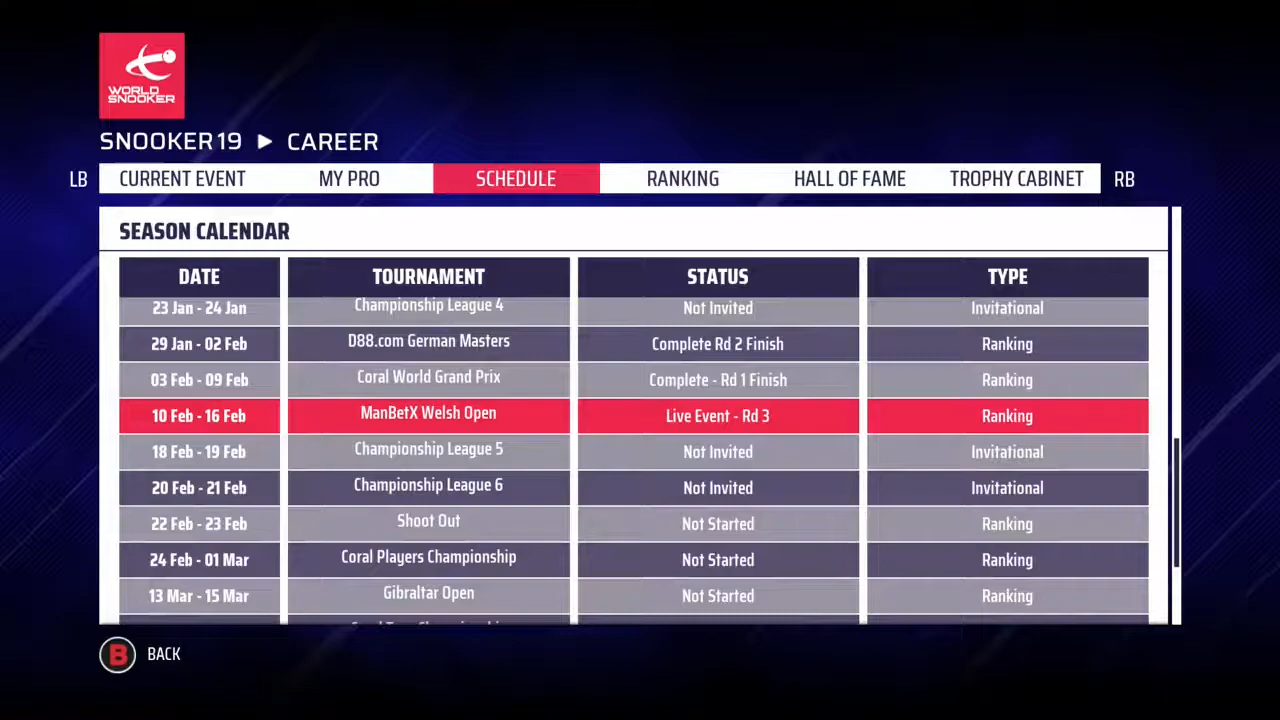 WORLD
SNOOKER
SNOOKER 19 ► CAREER
LB CURRENT EVENT MY PRO SCHEDULE RANKING HALL OF FAME TROPHY CABINET RB
SEASON CALENDAR
DATE TOURNAMENT STATUS TYPE
23 Jan - 24 Jan Championship League 4 Not Invited Invitational
29 Jan - 02 Feb D88.com German Masters Complete Rd 2 Finish Ranking
03 Feb - 09 Feb Coral World Grand Prix Complete - Rd 1 Finish Ranking
10 Feb - 16 Feb ManBetX Welsh Open Live Event - Rd 3 Ranking
18 Feb - 19 Feb Championship League 5 Not Invited Invitational
20 Feb - 21 Feb Championship League 6 Not Invited Invitational
22 Feb - 23 Feb Shoot Out Not Started Ranking
24 Feb - 01 Mar Coral Players Championship Not Started Ranking
13 Mar - 15 Mar Gibraltar Open Not Started Ranking
B BACK